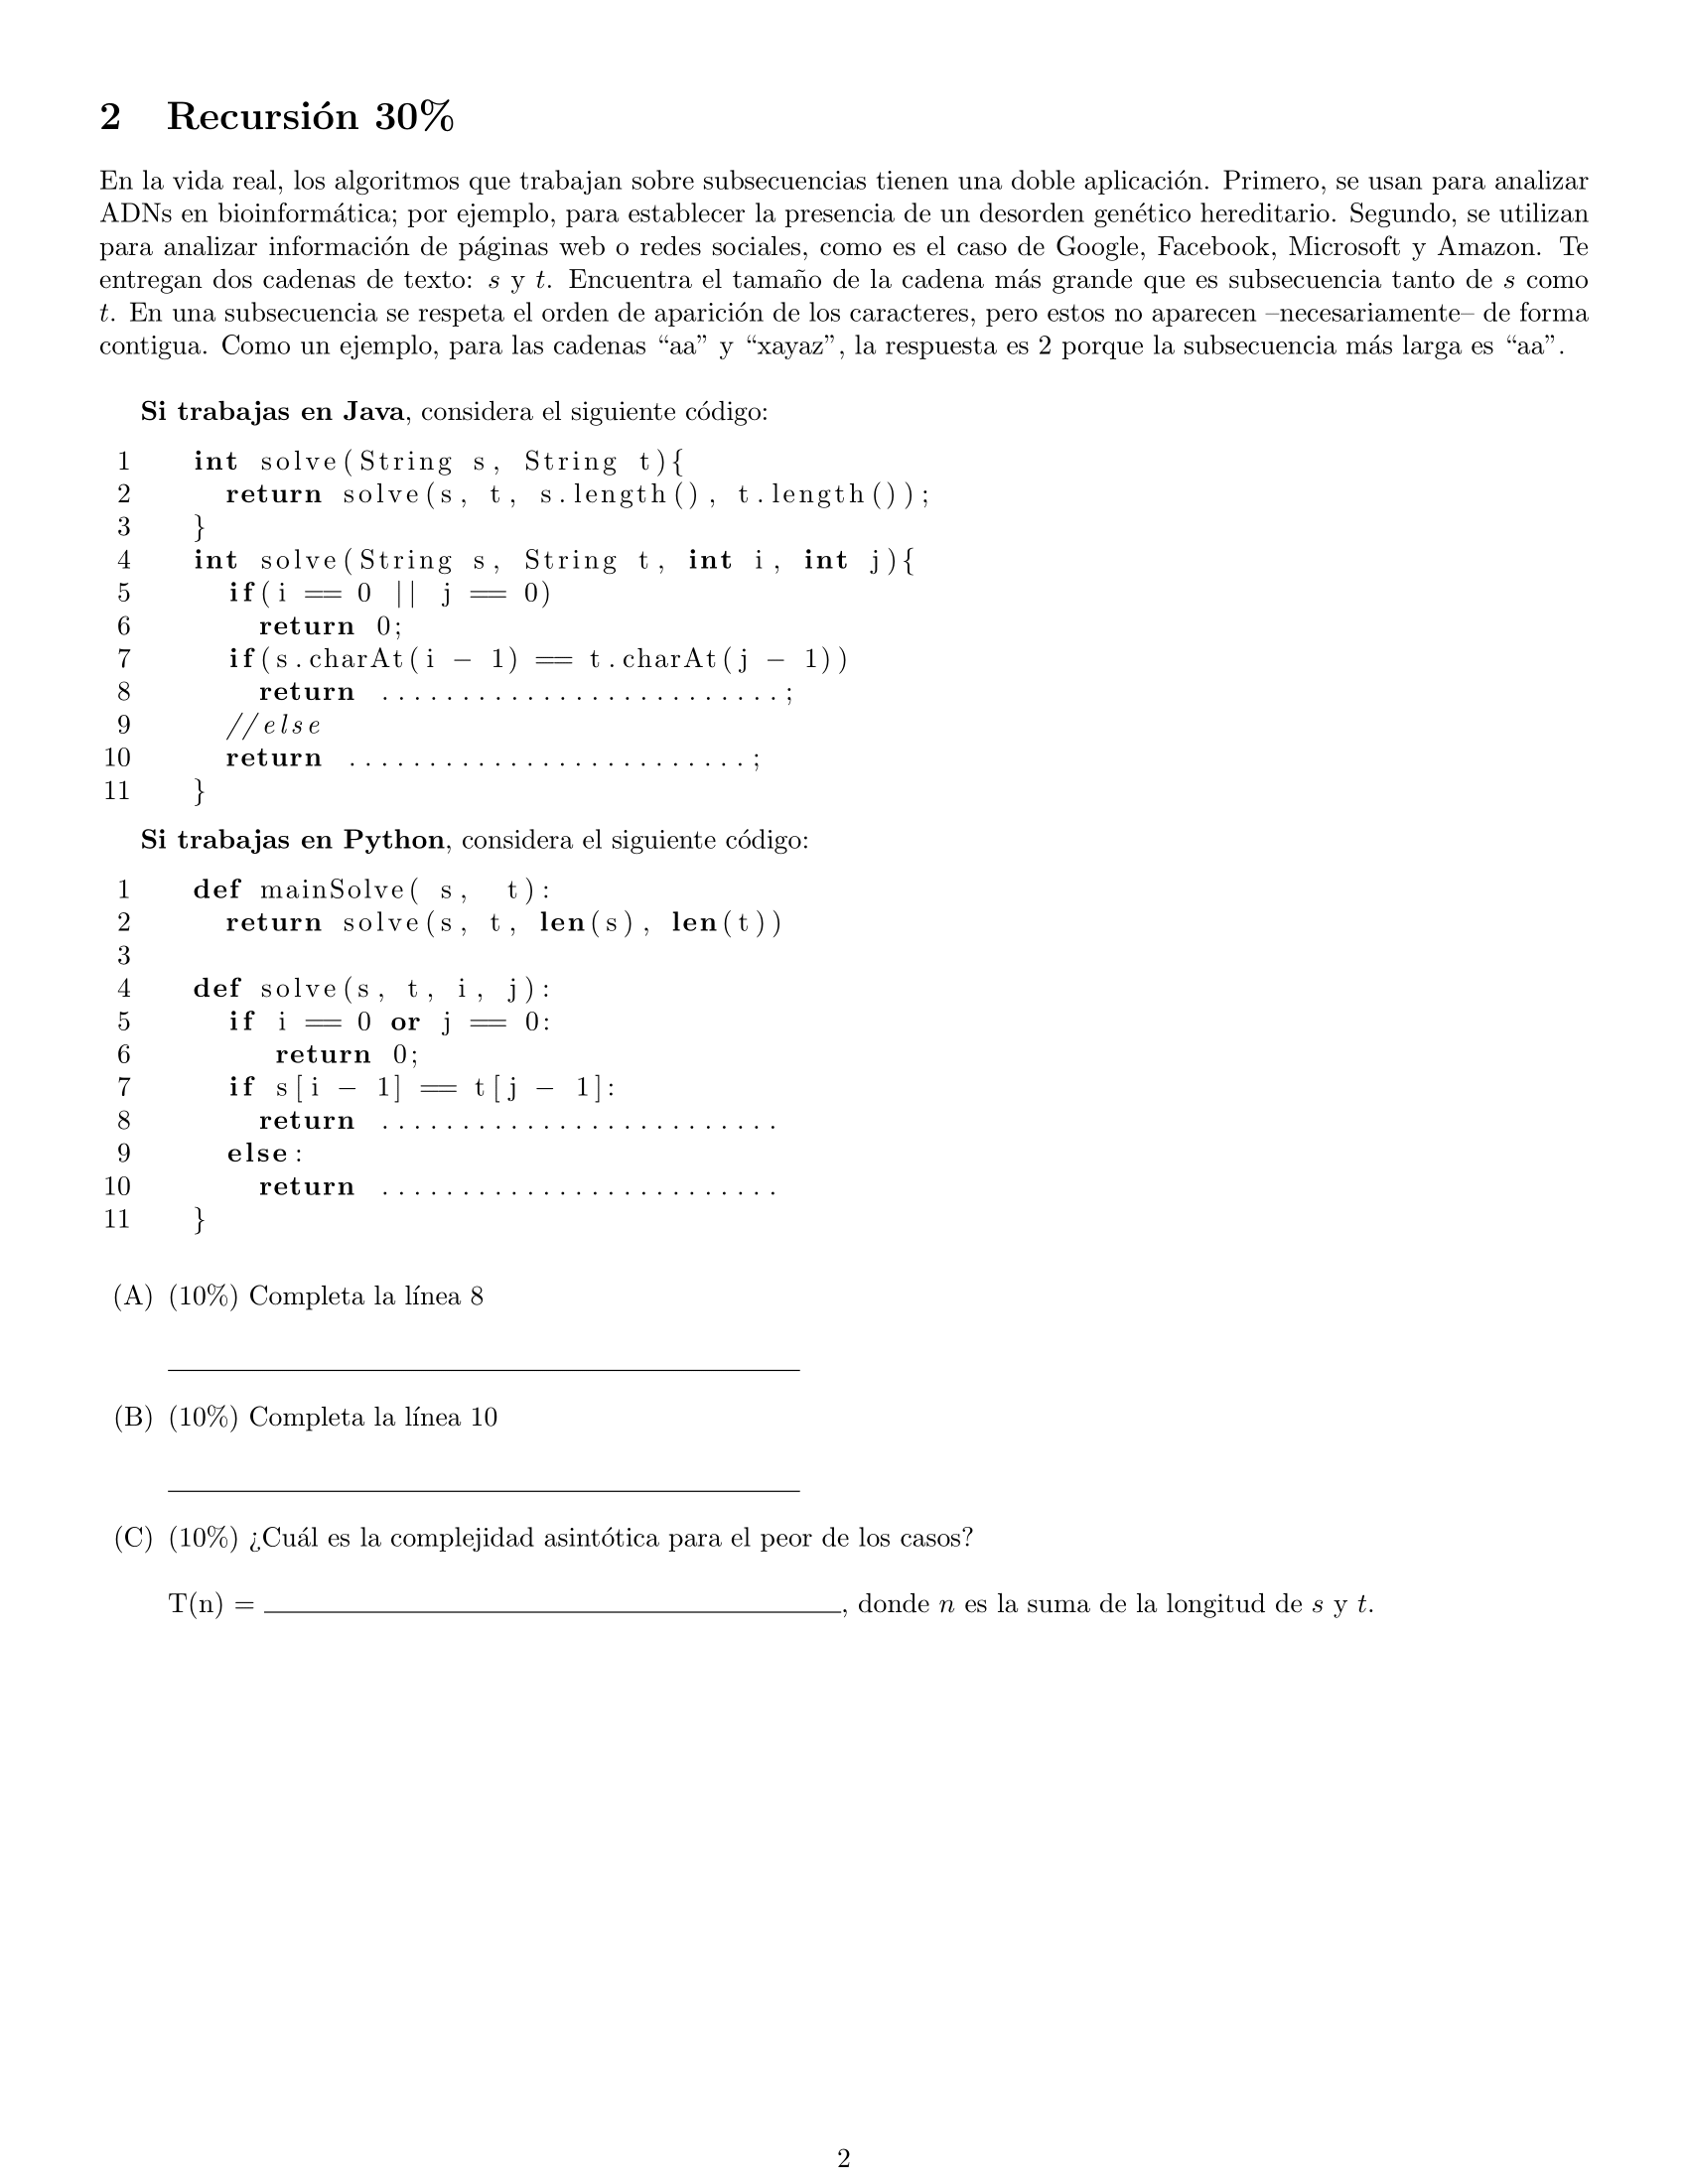 2 Recursión 30%
En la vida real, los algoritmos que trabajan sobre subsecuencias tienen una doble aplicación. Primero, se usan para analizar
ADNs en bioinformática; por ejemplo, para establecer la presencia de un desorden genético hereditario. Segundo, se utilizan
para analizar información de páginas web o redes sociales, como es el caso de Google, Facebook, Microsoft y Amazon. Te
entregan dos cadenas de texto: s y t. Encuentra el tamaño de la cadena más grande que es subsecuencia tanto de s como
t. En una subsecuencia se respeta el orden de aparición de los caracteres, pero estos no aparecen –necesariamente– de forma
contigua. Como un ejemplo, para las cadenas “aa” y “xayaz”, la respuesta es 2 porque la subsecuencia más larga es “aa”.
Si trabajas en Java, considera el siguiente código:
1 int solve(String s, String t){
2 return solve(s, t, s.length(), t.length());
3 }
4 int solve(String s, String t, int i, int j){
5 if(i == 0 || j == 0)
6 return 0;
7 if(s.charAt(i − 1) == t.charAt(j − 1))
8 return .........................;
9 //else
10 return .........................;
11 }
Si trabajas en Python, considera el siguiente código:
1 def mainSolve( s, t):
2 return solve(s, t, len(s), len(t))
3
4 def solve(s, t, i, j):
5 if i == 0 or j == 0:
6 return 0;
7 if s[i − 1] == t[j − 1]:
8 return .........................
9 else:
10 return .........................
11 }
(A) (10%) Completa la línea 8
(B) (10%) Completa la línea 10
(C) (10%) ¿Cuál es la complejidad asintótica para el peor de los casos?
T(n) = ______, donde n es la suma de la longitud de s y t.
2